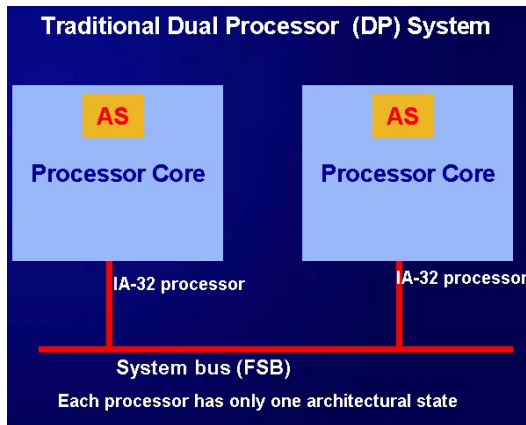 Traditional Dual Processor (DP) System
AS
AS
Processor Core
Processor Core
IA-32 processor
IA-32 processor
System bus (FSB)
Each processor has only one architectural state